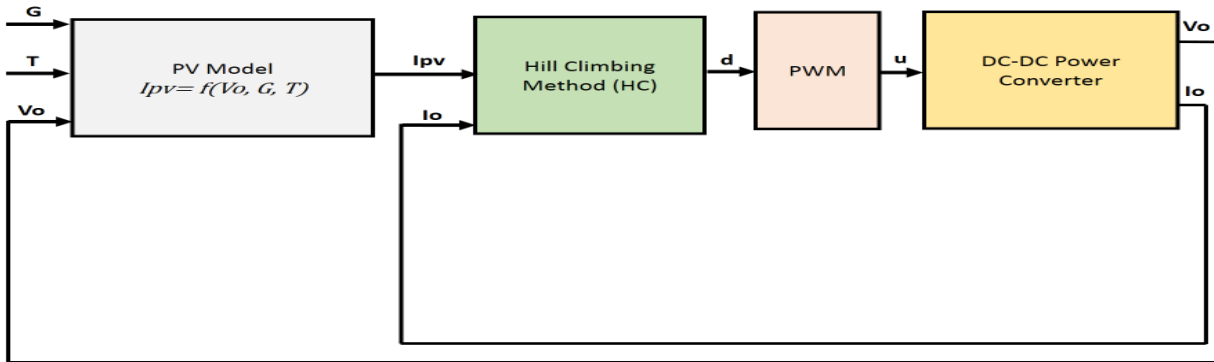 G
T
Vo
PV Model
Ipv= f(Vo, G, T)
Ipv
Io
Hill Climbing
Method (HC)
d
PWM
u
DC-DC Power
Converter
Vo
Io